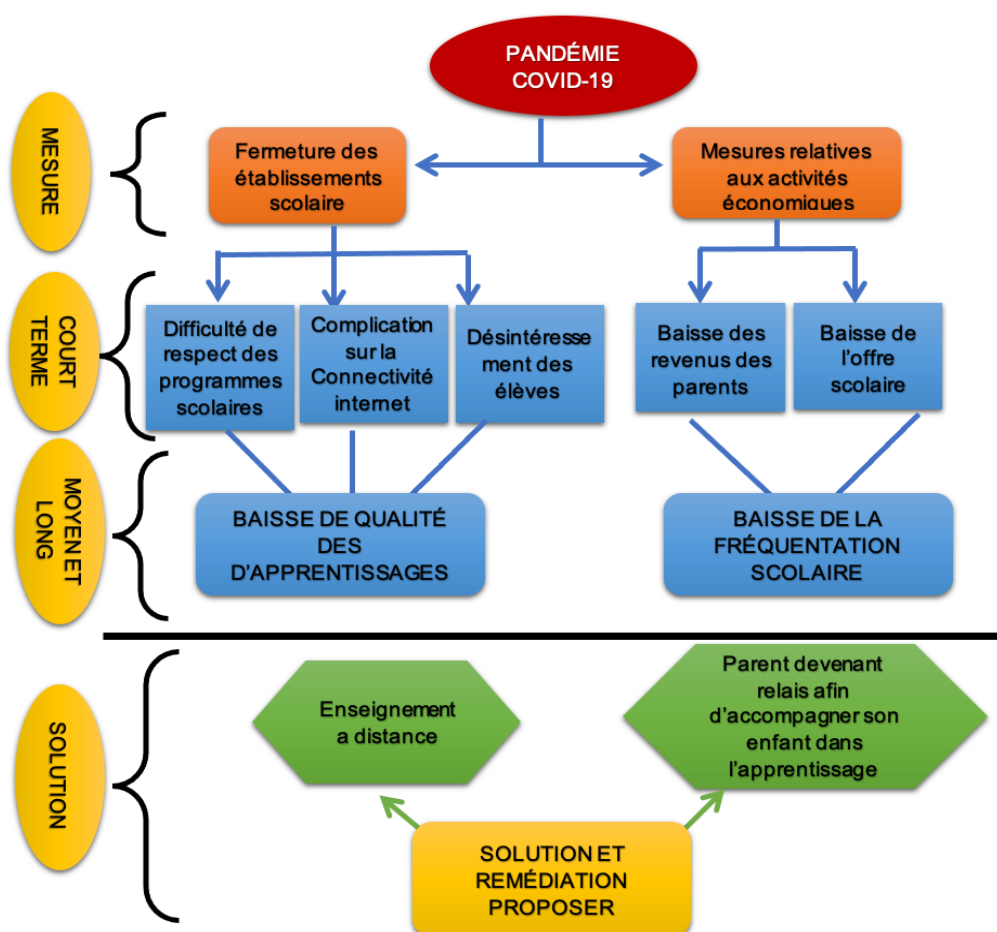 PANDÉMIE
COVID-19
MESURE
Fermeture des
établissements
scolaire
Mesures relatives
aux activités
économiques
COURT
TERME
Difficulté de
respect des
programmes
scolaires
Complication
sur la
Connectivité
internet
Désintéresse
ment des
élèves
Baisse des
revenus des
parents
Baisse de
l'offre
scolaire
MOYEN ET
LONG
BAISSE DE QUALITÉ
DES
D'APPRENTISSAGES
BAISSE DE LA
FRÉQUENTATION
SCOLAIRE
SOLUTION
Enseignement
a distance
Parent devenant
relais afin
d'accompagner son
enfant dans
l'apprentissage
SOLUTION ET
REMÉDIATION
PROPOSER